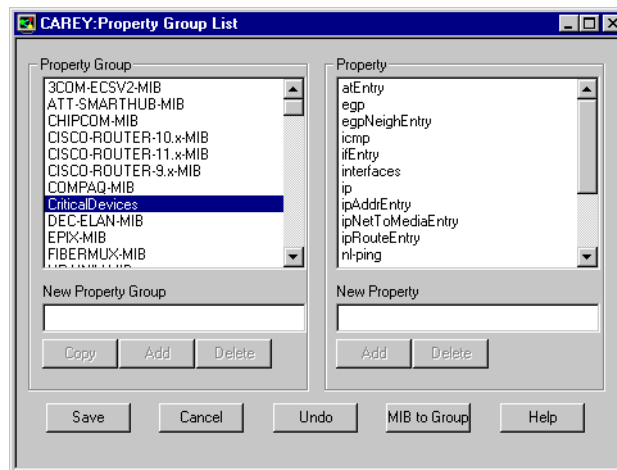 CAREY:Property Group List
Property Group
3COM-ECSV2-MIB
ATT-SMARTHUB-MIB
CHIPCOM-MIB
CISCO-ROUTER-10.x-MIB
CISCO-ROUTER-11.x-MIB
CISCO-ROUTER-9.x-MIB
COMPAQ-MIB
CriticalDevices
DEC-ELAN-MIB
EPIX-MIB
FIBERMUX-MIB
New Property Group
Copy
Add
Delete
Property
atEntry
egp
egpNeighEntry
icmp
ifEntry
interfaces
ip
ipAddrEntry
ipNetToMediaEntry
ipRouteEntry
nl-ping
New Property
Add
Delete
Save
Cancel
Undo
MIB to Group
Help